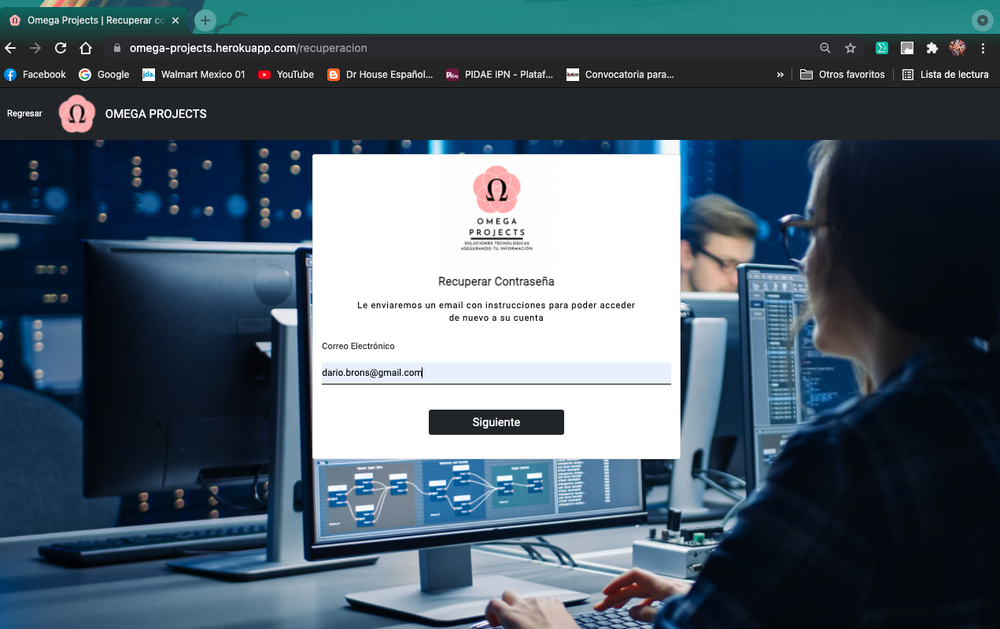 Omega Projects | Recuperar co
omega-projects.herokuapp.com/recuperacion
Facebook
Google
jda.
Walmart Mexico 01
YouTube
Dr House Español...
PIDAE IPN - Plataf...
Convocatoria para...
»
Otros favoritos
Lista de lectura
Regresar
Ω
OMEGA PROJECTS
Ω
OMEGA
PROJECTS
SOLUCIONES TECNOLÓGICAS
ASEGURANDO TU INFORMACIÓN
Recuperar Contraseña
Le enviaremos un email con instrucciones para poder acceder
de nuevo a su cuenta
Correo Electrónico
dario.brons@gmail.com
Siguiente